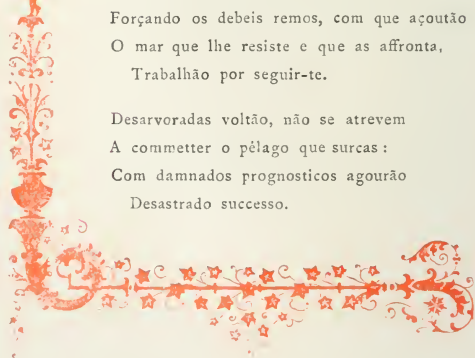 Forçando os debeis remos, com que açoutão
O mar que lhe resiste e que as affronta,
Trabalhão por seguir-te.
Desarvoradas voltão, não se atrevem
A commetter o pélago que surcas :
Com damnados prognosticos agourão
Desastrado successo.